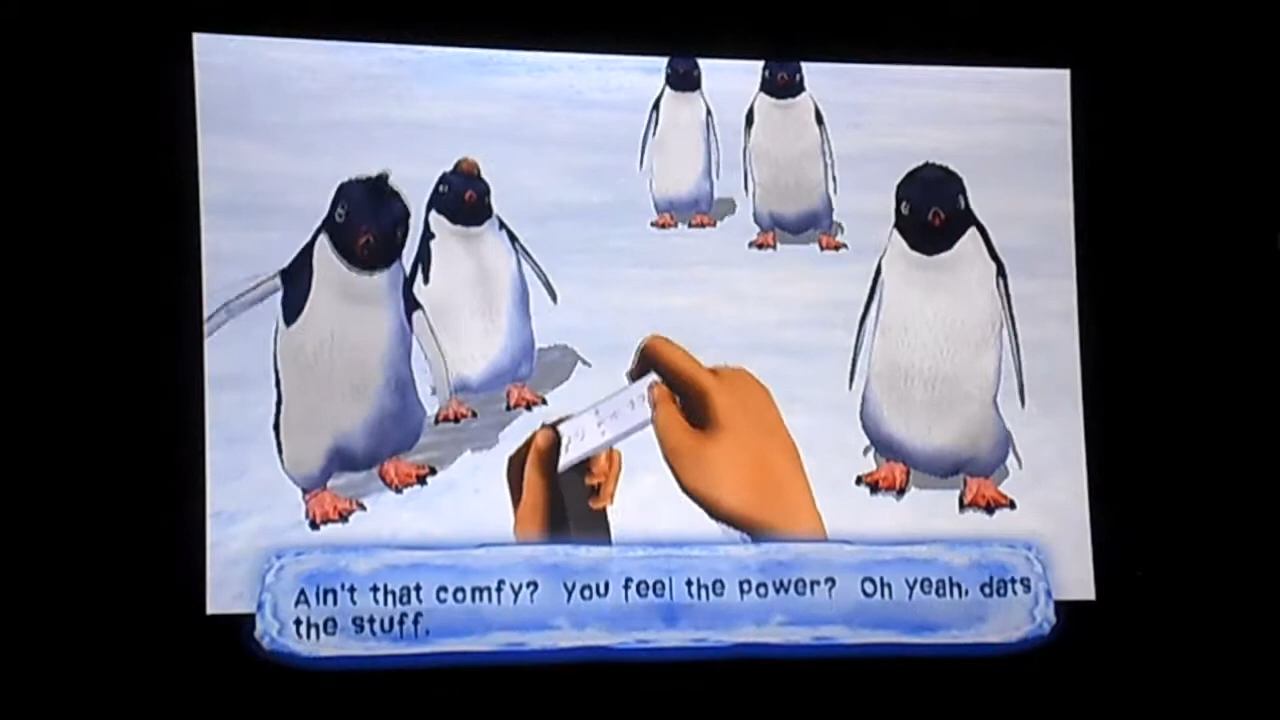 Ain't that comfy? You feel the power? Oh yeah, dats
the stuff.